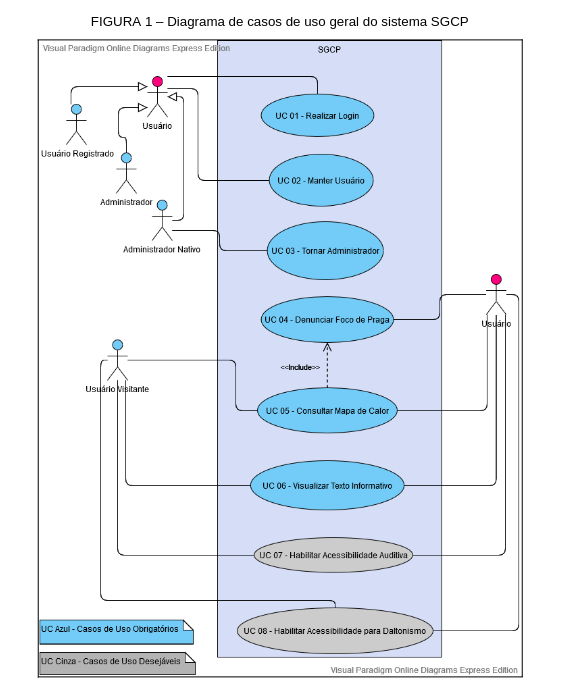 FIGURA 1 – Diagrama de casos de uso geral do sistema SGCP
Visual Paradigm Online Diagrams Express Edition
SGCP
UC 01 - Realizar Login
Usuário
Usuário Registrado
UC 02 - Manter Usuário
Administrador
Administrador Nativo
UC 03 - Tornar Administrador
UC 04 - Denunciar Foco de Praga
Usuário
<<Include>>
Usuário Visitante
UC 05 - Consultar Mapa de Calor
UC 06 - Visualizar Texto Informativo
UC 07 - Habilitar Acessibilidade Auditiva
UC Azul - Casos de Uso Obrigatórios
UC 08 - Habilitar Acessibilidade para Daltonismo
UC Cinza - Casos de Uso Desejáveis
Visual Paradigm Online Diagrams Express Edition